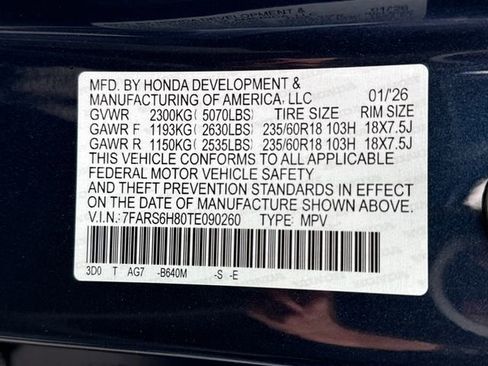 MFD. BY HONDA DEVELOPMENT &
MANUFACTURING OF AMERICA, LLC 01/'26
GVWR 2300KG( 5070LBS) TIRE SIZE RIM SIZE
GAWR F 1193KG( 2630LBS) 235/60R18 103H 18X7.5J
GAWR R 1150KG( 2535LBS) 235/60R18 103H 18X7.5J
THIS VEHICLE CONFORMS TO ALL APPLICABLE
FEDERAL MOTOR VEHICLE SAFETY
AND THEFT PREVENTION STANDARDS IN EFFECT
ON THE DATE OF MANUFACTURE SHOWN ABOVE.
V.I.N.: 7FARS6H80TE090260 TYPE: MPV
3D0 T AG7 -B640M -S -E